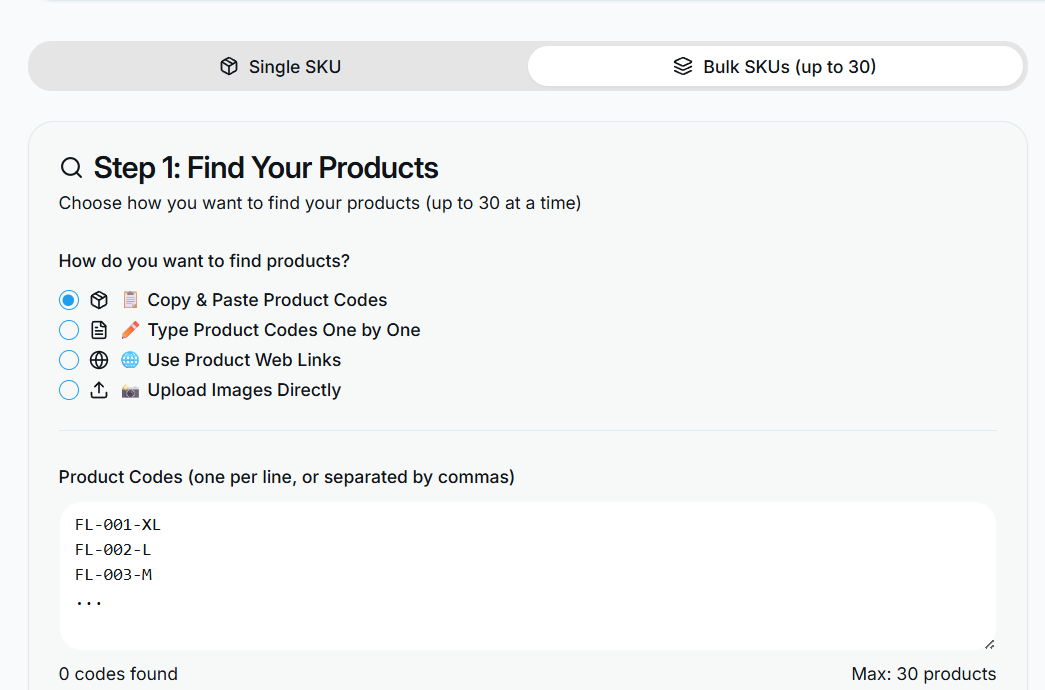 Single SKU
Bulk SKUs (up to 30)
Step 1: Find Your Products
Choose how you want to find your products (up to 30 at a time)
How do you want to find products?
Copy & Paste Product Codes
Type Product Codes One by One
Use Product Web Links
Upload Images Directly
Product Codes (one per line, or separated by commas)
FL-001-XL
FL-002-L
FL-003-M
...
0 codes found
Max: 30 products